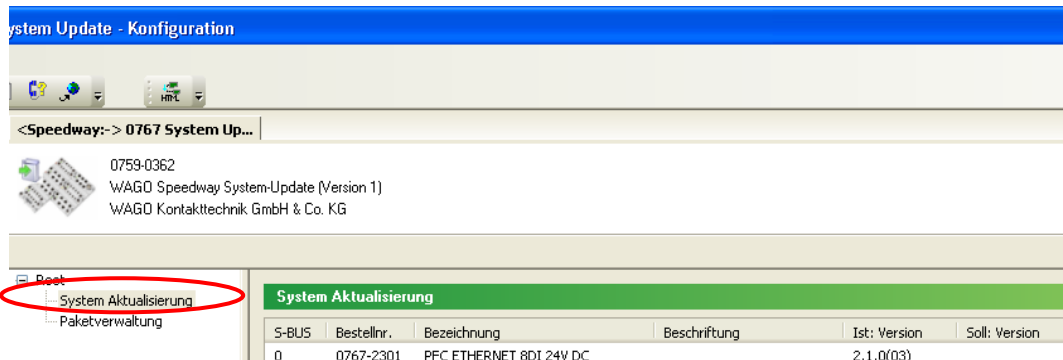 ystem Update - Konfiguration
HTML
<Speedway:-> 0767 System Up...
0759-0362
WAGO Speedway System-Update (Version 1)
WAGO Kontakttechnik GmbH & Co. KG
Root
System Aktualisierung
Paketverwaltung
System Aktualisierung
S-BUS Bestellnr. Bezeichnung Beschriftung Ist: Version Soll: Version
0 0767-2301 PFC ETHERNET 8DI 24V DC 2.1.0(03)